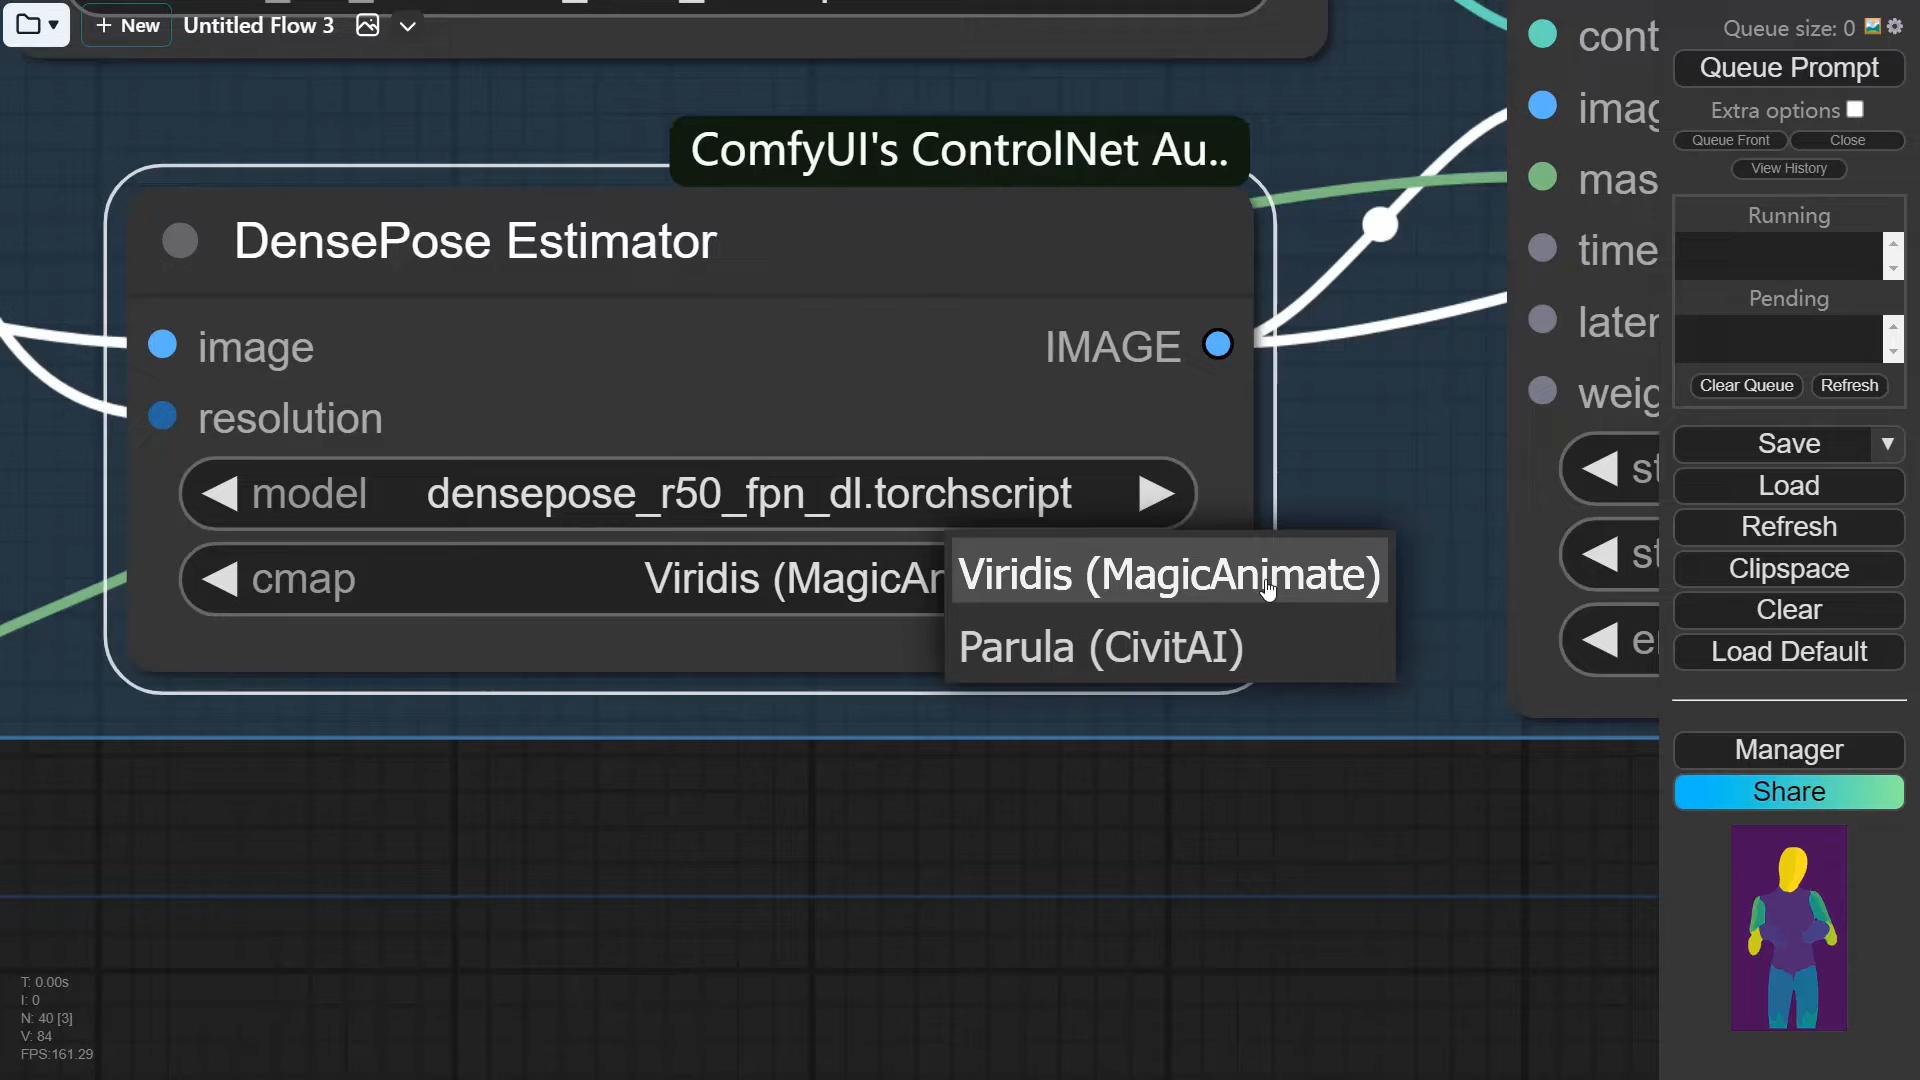 New
Untitled Flow 3
ComfyUI's ControlNet Au..
DensePose Estimator
image
IMAGE
resolution
model densepose_r50_fpn_dl.torchscript
cmap Viridis (MagicAn
Viridis (MagicAnimate)
Parula (CivitAI)
cont
imag
mas
time
later
weig
st
st
e
Queue size: 0
Queue Prompt
Extra options
Queue Front
Close
View History
Running
Pending
Clear Queue
Refresh
Save
Load
Refresh
Clipspace
Clear
Load Default
Manager
Share
T: 0.00s
I: 0
N: 40 [3]
V: 84
FPS:161.29